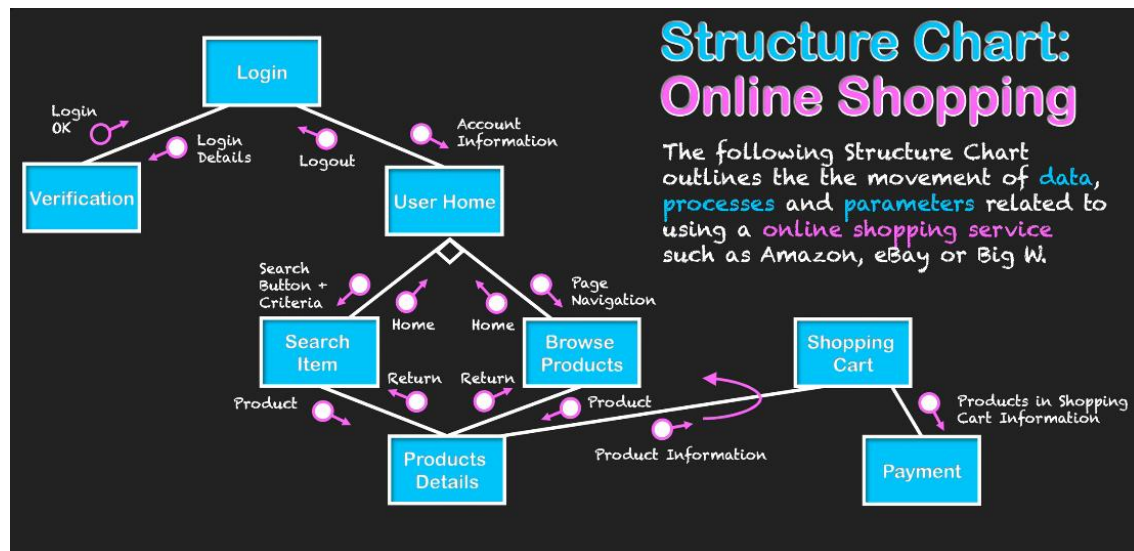 Structure Chart:
Online Shopping
The following Structure Chart
outlines the the movement of data,
processes and parameters related to
using a online shopping service
such as Amazon, eBay or Big W.
Login
Login
OK
Login
Details
Logout
Account
Information
Verification
User Home
Search
Button +
Criteria
Home
Home
Page
Navigation
Search
Item
Browse
Products
Shopping
Cart
Product
Return
Return
Product
Product Information
Products in Shopping
Cart Information
Products
Details
Payment